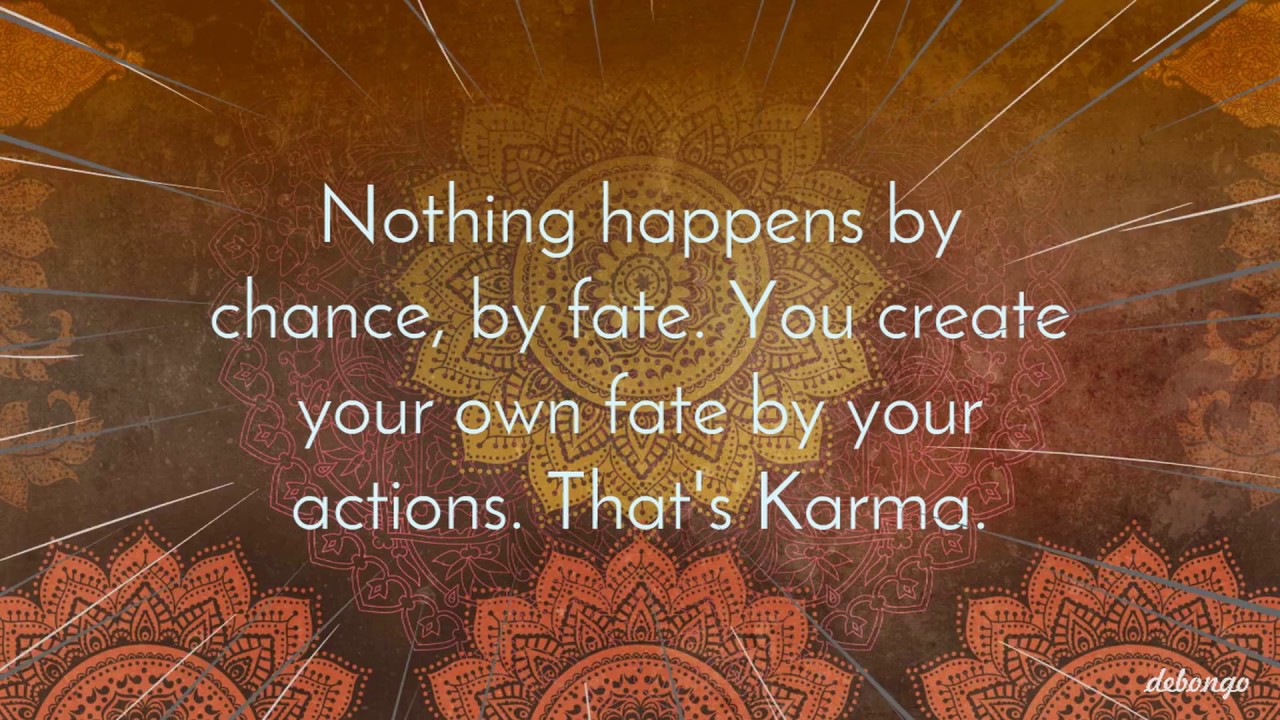 Nothing happens by
chance, by fate. You create
your own fate by your
actions. That's Karma.
debongo